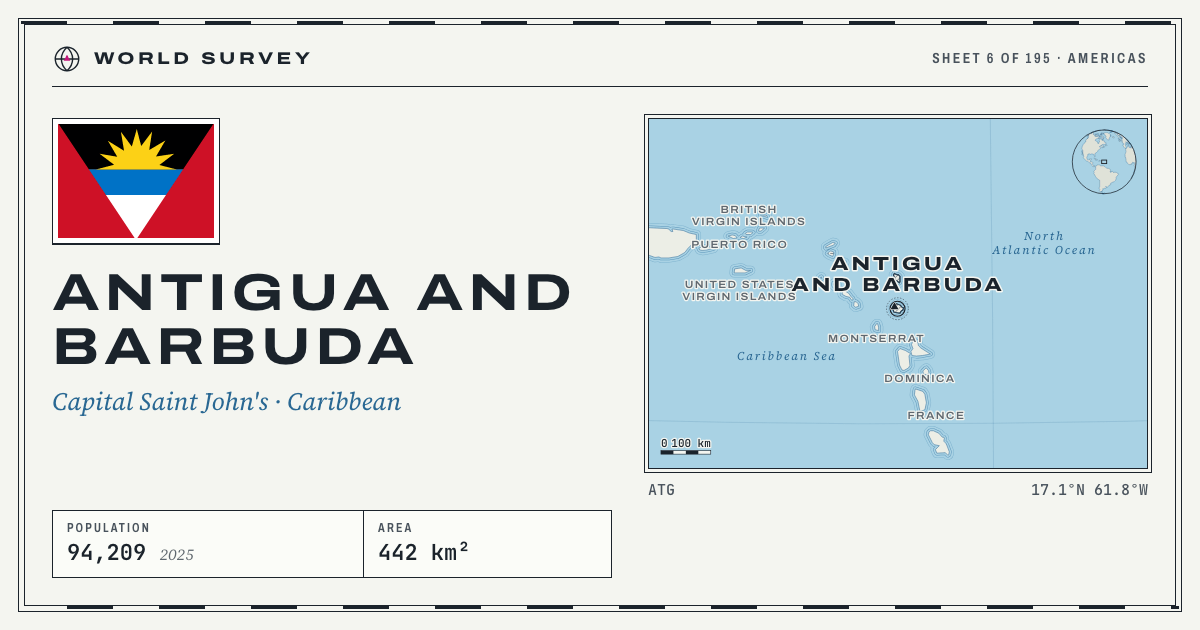 WORLD SURVEY
SHEET 6 OF 195 · AMERICAS
ANTIGUA AND
BARBUDA
Capital Saint John's · Caribbean
POPULATION
94,209 2025
AREA
442 km²
BRITISH
VIRGIN ISLANDS
PUERTO RICO
UNITED STATES
VIRGIN ISLANDS
ANTIGUA
AND BARBUDA
North
Atlantic Ocean
MONTSERRAT
Caribbean Sea
DOMINICA
FRANCE
0 100 km
ATG
17.1°N 61.8°W